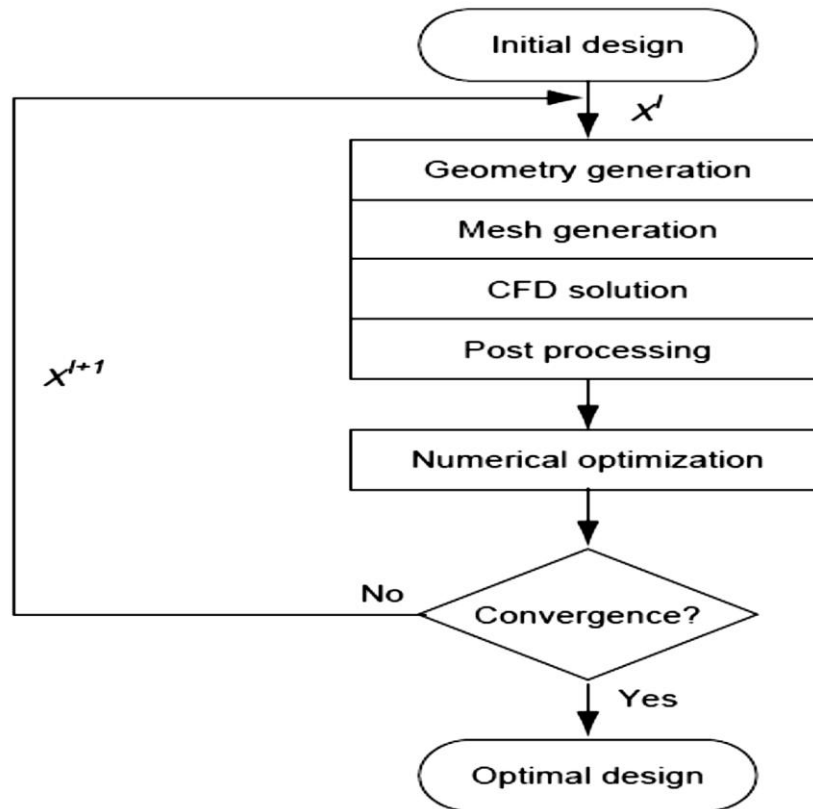 Initial design
x^I
Geometry generation
Mesh generation
CFD solution
Post processing
x^{I+1}
Numerical optimization
No
Convergence?
Yes
Optimal design